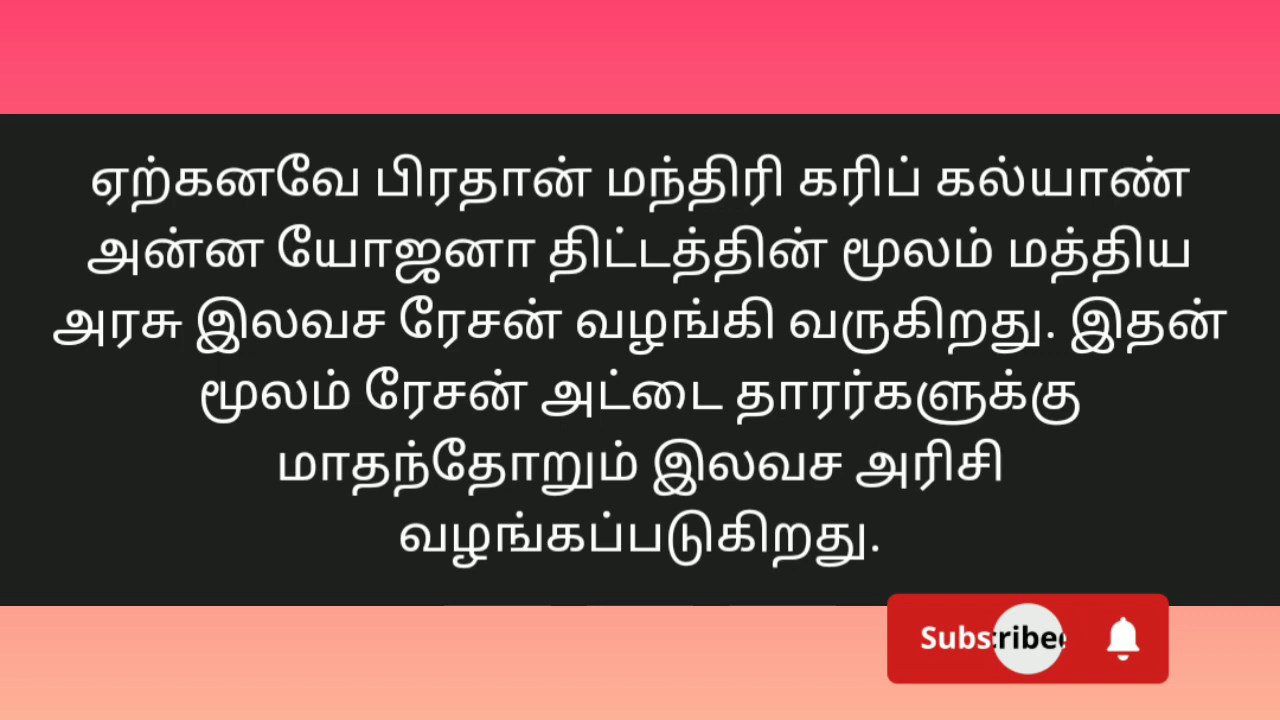 ஏற்கனவே பிரதான் மந்திரி கரிப் கல்யாண்
அன்ன யோஜனா திட்டத்தின் மூலம் மத்திய
அரசு இலவச ரேசன் வழங்கி வருகிறது. இதன்
மூலம் ரேசன் அட்டை தாரர்களுக்கு
மாதந்தோறும் இலவச அரிசி
வழங்கப்படுகிறது.
Subscribed